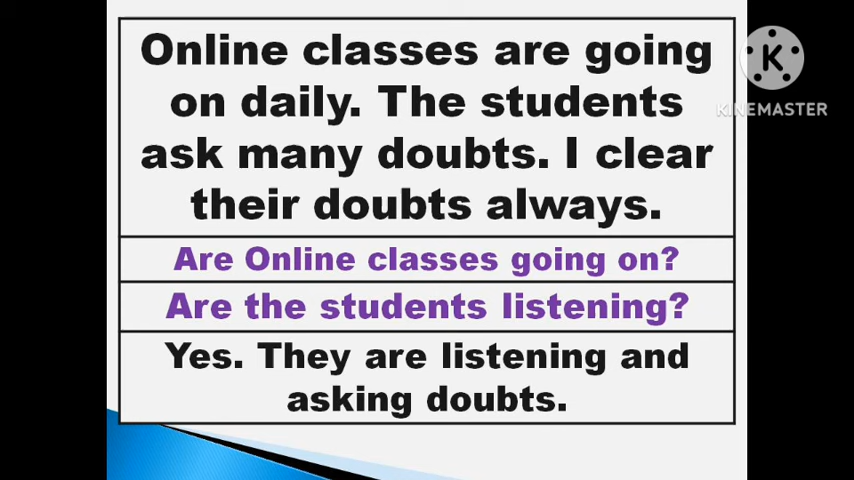 Online classes are going
on daily. The students
ask many doubts. I clear
their doubts always.
Are Online classes going on?
Are the students listening?
Yes. They are listening and
asking doubts.
K
KINEMASTER